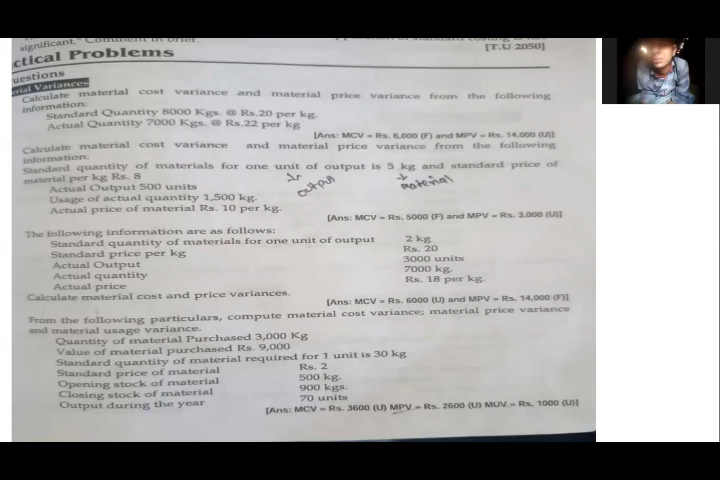 significant." Comment in brief.
[T.U 2050]
ctical Problems
uestions
rial Variances
Calculate material cost variance and material price variance from the following
information:
Standard Quantity 8000 Kgs. @ Rs.20 per kg.
Actual Quantity 7000 Kgs. @ Rs.22 per kg
[Ans: MCV = Rs. 6,000 (F) and MPV = Rs. 14,000 (U)]
Calculate material cost variance and material price variance from the following
information:
Standard quantity of materials for one unit of output is 5 kg and standard price of
material per kg Rs. 8
output material
Actual Output 500 units
Usage of actual quantity 1,500 kg.
Actual price of material Rs. 10 per kg.
[Ans: MCV = Rs. 5000 (F) and MPV = Rs. 3,000 (U)]
The following information are as follows:
Standard quantity of materials for one unit of output 2 kg
Standard price per kg Rs. 20
Actual Output 3000 units
Actual quantity 7000 kg.
Actual price Rs. 18 per kg.
Calculate material cost and price variances.
[Ans: MCV = Rs. 6000 (U) and MPV = Rs. 14,000 (F)]
From the following particulars, compute material cost variance; material price variance
and material usage variance.
Quantity of material Purchased 3,000 Kg
Value of material purchased Rs. 9,000
Standard quantity of material required for 1 unit is 30 kg
Standard price of material Rs. 2
Opening stock of material 500 kg.
Closing stock of material 900 kgs.
Output during the year 70 units
[Ans: MCV = Rs. 3600 (U) MPV = Rs. 2600 (U) MUV = Rs. 1000 (U)]